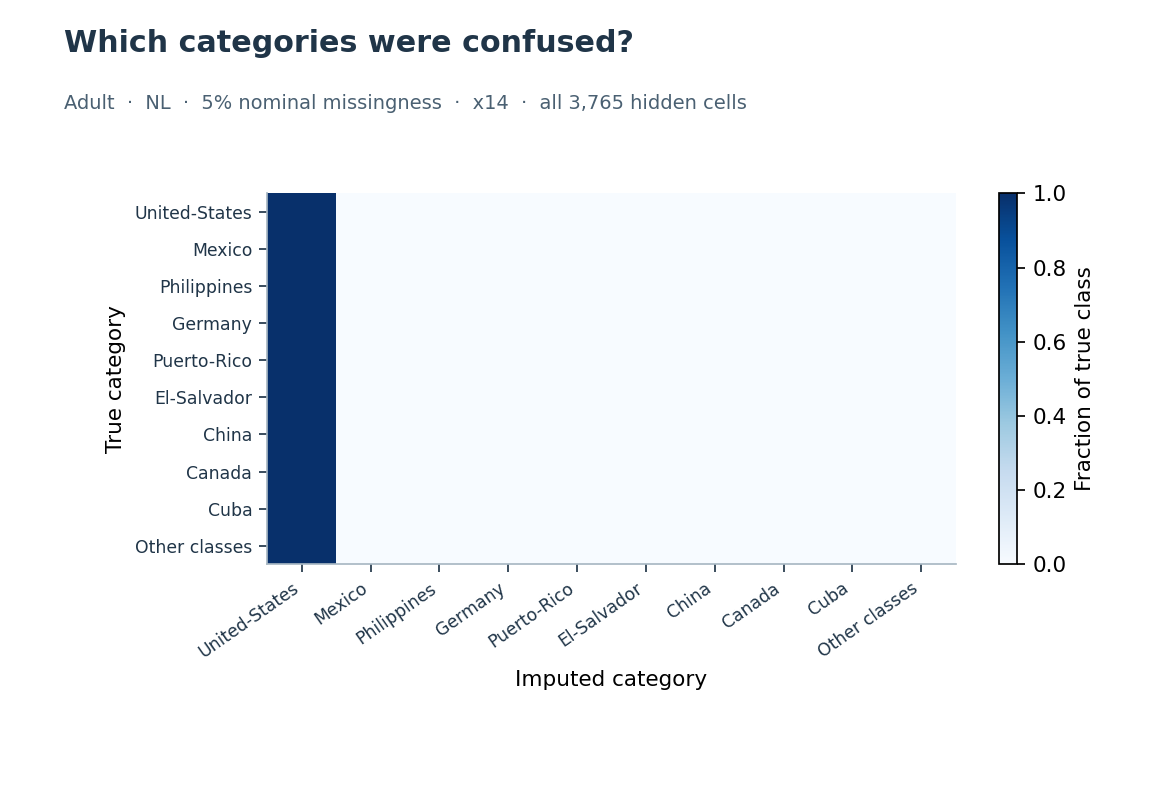 Which categories were confused?
Adult · NL · 5% nominal missingness · x14 · all 3,765 hidden cells
True category
United-States
Mexico
Philippines
Germany
Puerto-Rico
El-Salvador
China
Canada
Cuba
Other classes
United-States
Mexico
Philippines
Germany
Puerto-Rico
El-Salvador
China
Canada
Cuba
Other classes
Imputed category
1.0
0.8
0.6
0.4
0.2
0.0
Fraction of true class